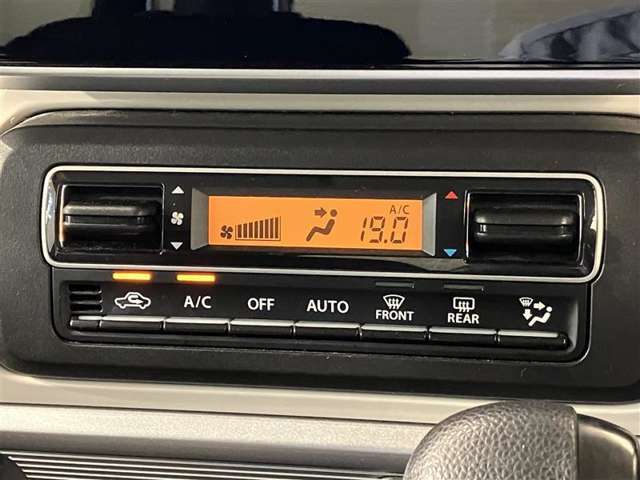 A/C
19.0
A/C OFF AUTO FRONT REAR